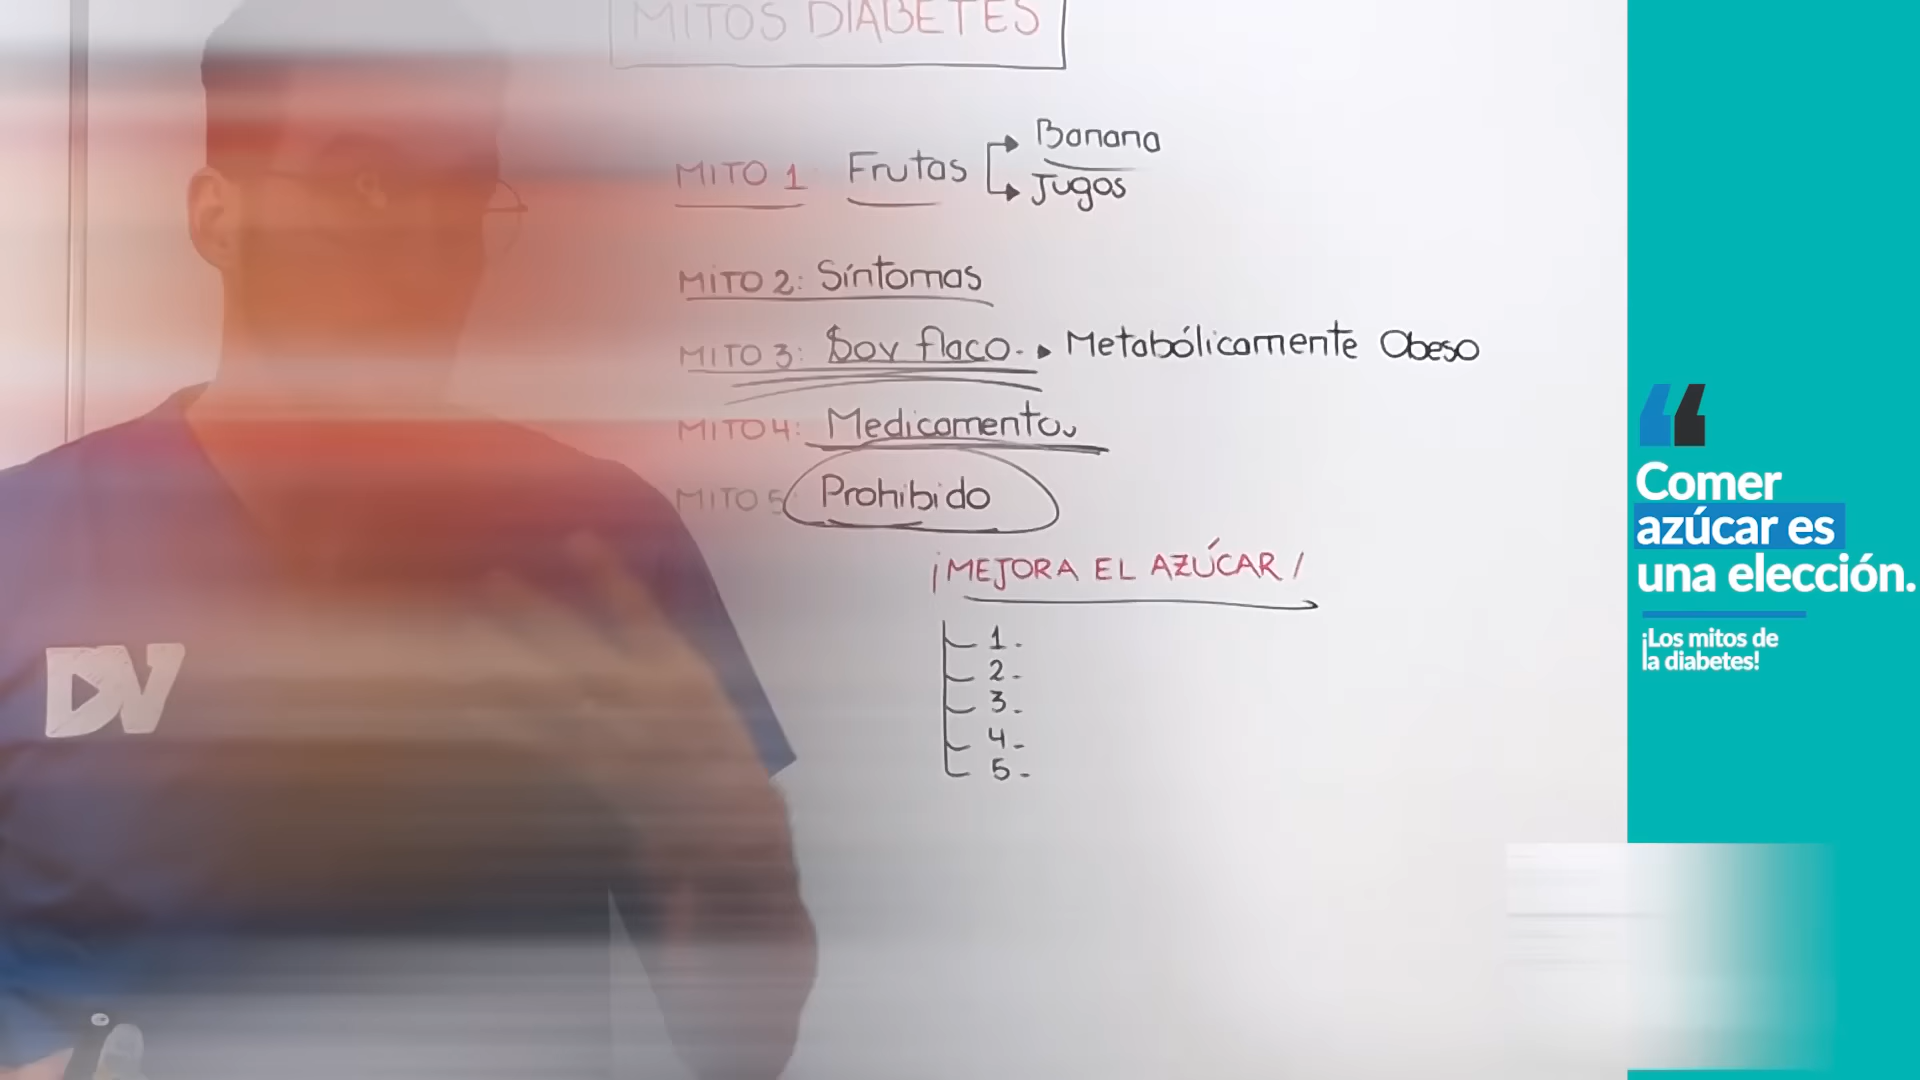 MITOS DIABETES
MITO 1 Frutas Banana
Jugos
MITO 2: Síntomas
MITO 3: Soy flaco. Metabólicamente Obeso
MITO 4: Medicamentos
MITO 5 Prohibido
¡MEJORA EL AZÚCAR!
1.
2.
3.
4.
5.
DV
Comer
azúcar es
una elección.
¡Los mitos de
la diabetes!